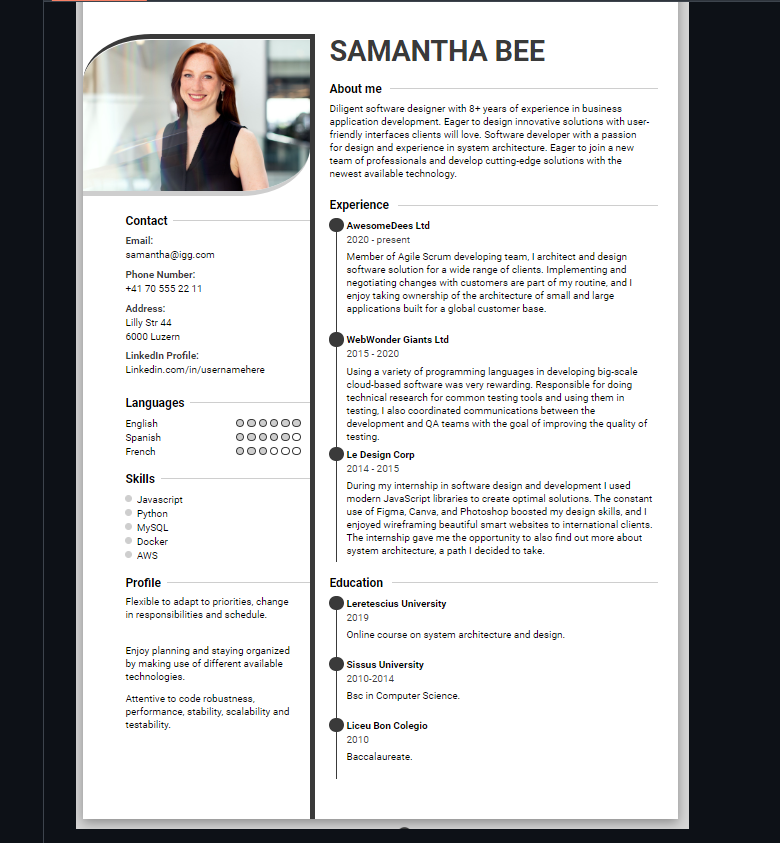 SAMANTHA BEE
About me
Diligent software designer with 8+ years of experience in business
application development. Eager to design innovative solutions with user-
friendly interfaces clients will love. Software developer with a passion
for design and experience in system architecture. Eager to join a new
team of professionals and develop cutting-edge solutions with the
newest available technology.
Contact
Email:
samantha@igg.com
Phone Number:
+41 70 555 22 11
Address:
Lilly Str 44
6000 Luzern
LinkedIn Profile:
Linkedin.com/in/usernamehere
Languages
English
Spanish
French
Skills
Javascript
Python
MySQL
Docker
AWS
Profile
Flexible to adapt to priorities, change
in responsibilities and schedule.
Enjoy planning and staying organized
by making use of different available
technologies.
Attentive to code robustness,
performance, stability, scalability and
testability.
Experience
AwesomeDees Ltd
2020 - present
Member of Agile Scrum developing team, I architect and design
software solution for a wide range of clients. Implementing and
negotiating changes with customers are part of my routine, and I
enjoy taking ownership of the architecture of small and large
applications built for a global customer base.
WebWonder Giants Ltd
2015 - 2020
Using a variety of programming languages in developing big-scale
cloud-based software was very rewarding. Responsible for doing
technical research for common testing tools and using them in
testing, I also coordinated communications between the
development and QA teams with the goal of improving the quality of
testing.
Le Design Corp
2014 - 2015
During my internship in software design and development I used
modern JavaScript libraries to create optimal solutions. The constant
use of Figma, Canva, and Photoshop boosted my design skills, and I
enjoyed wireframing beautiful smart websites to international clients.
The internship gave me the opportunity to also find out more about
system architecture, a path I decided to take.
Education
Leretescius University
2019
Online course on system architecture and design.
Sissus University
2010-2014
Bsc in Computer Science.
Liceu Bon Colegio
2010
Baccalaureate.